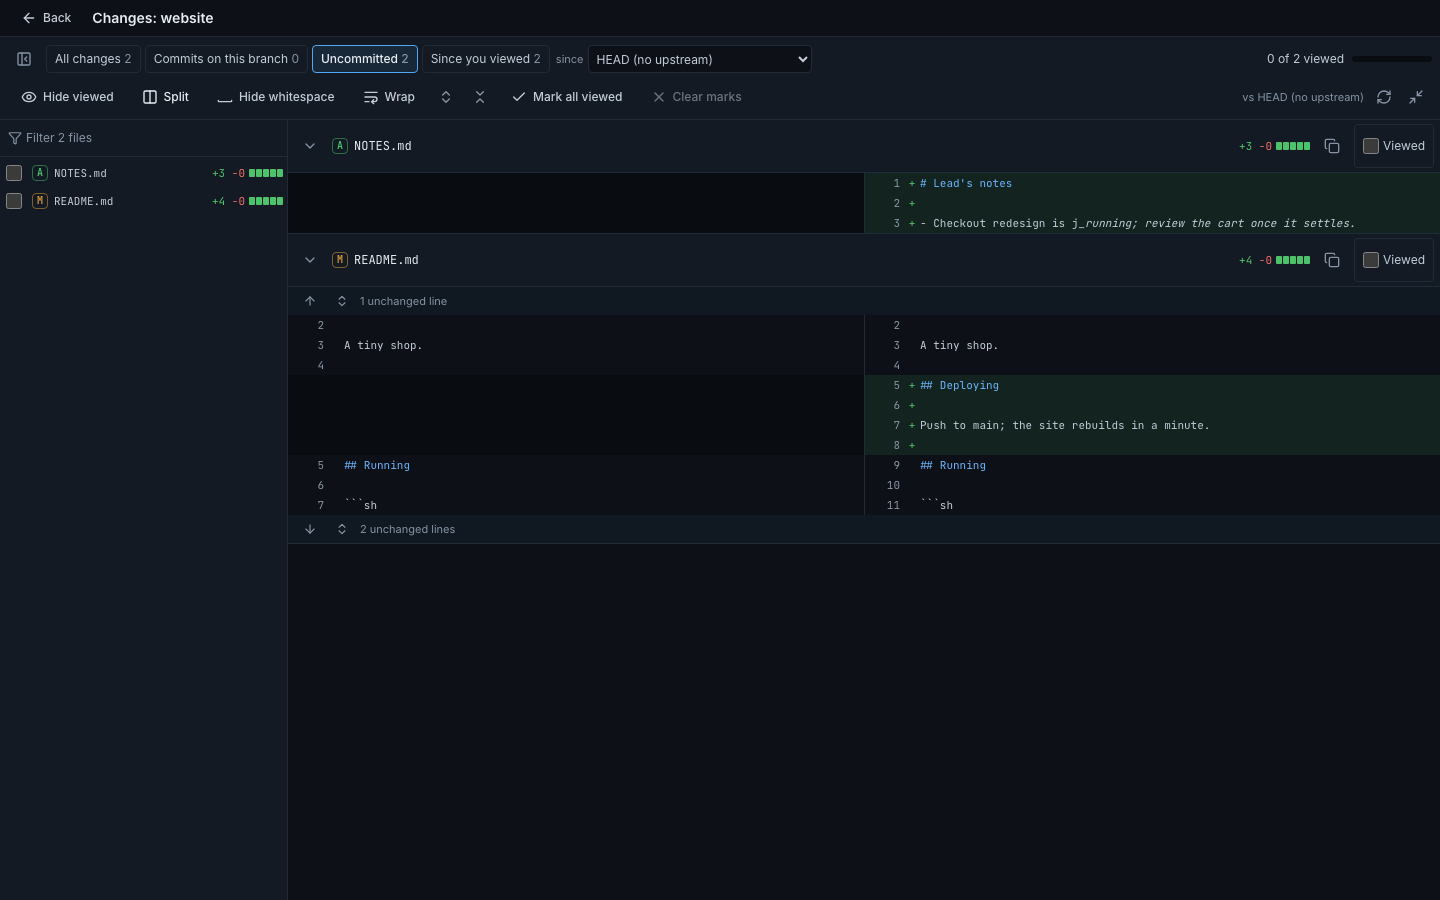 Back Changes: website
All changes 2 Commits on this branch 0 Uncommitted 2 Since you viewed 2 since HEAD (no upstream) 0 of 2 viewed
Hide viewed Split Hide whitespace Wrap Mark all viewed Clear marks vs HEAD (no upstream)
Filter 2 files
A NOTES.md +3 -0
M README.md +4 -0
A NOTES.md +3 -0 Viewed
1 + # Lead's notes
2 +
3 + - Checkout redesign is j_running; review the cart once it settles.
M README.md +4 -0 Viewed
1 unchanged line
2 2
3 A tiny shop. 3 A tiny shop.
4 4
5 + ## Deploying
6 +
7 + Push to main; the site rebuilds in a minute.
8 +
5 ## Running 9 ## Running
6 10
7 ```sh 11 ```sh
2 unchanged lines